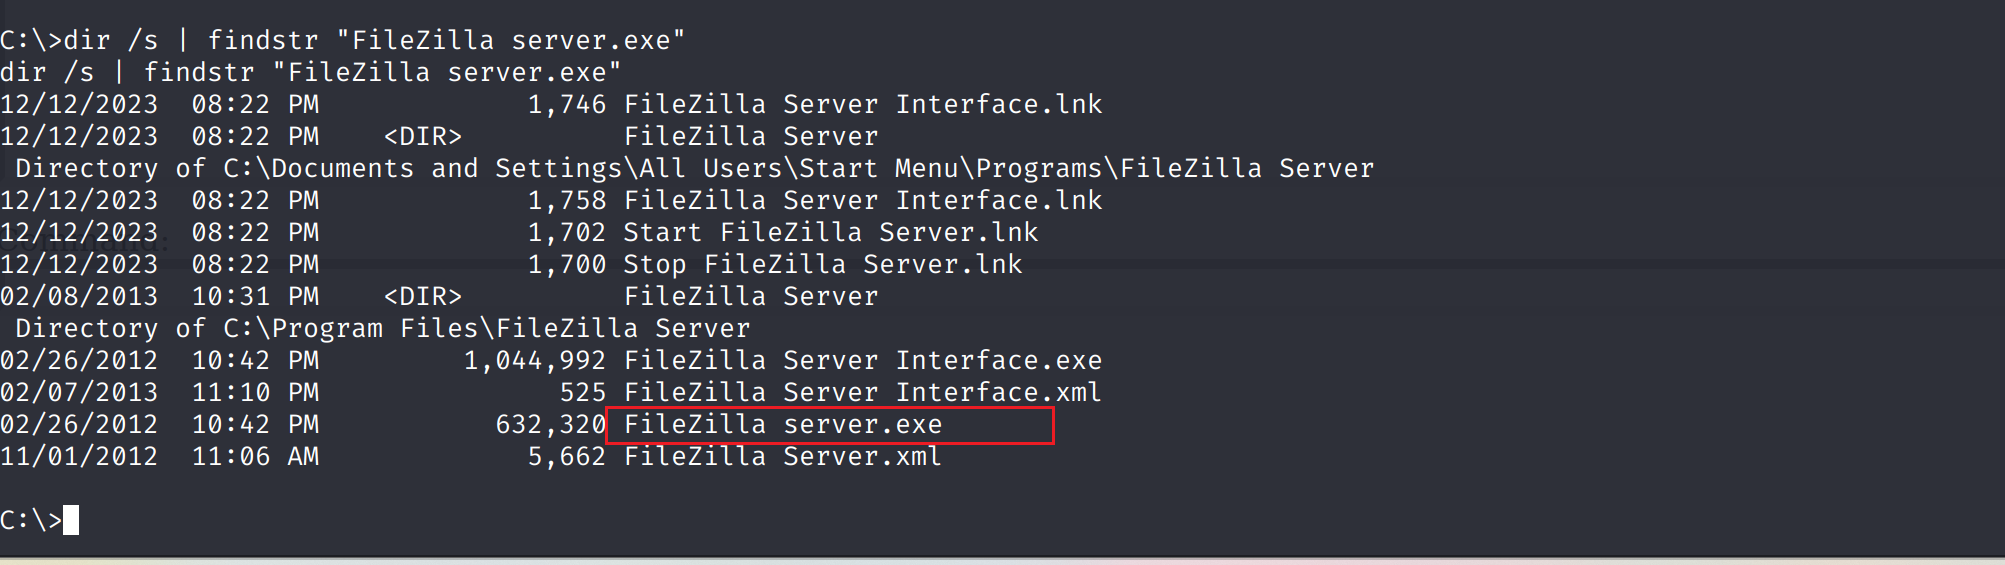 C:\>dir /s | findstr "FileZilla server.exe"
dir /s | findstr "FileZilla server.exe"
12/12/2023  08:22 PM             1,746 FileZilla Server Interface.lnk
12/12/2023  08:22 PM    <DIR>          FileZilla Server
 Directory of C:\Documents and Settings\All Users\Start Menu\Programs\FileZilla Server
12/12/2023  08:22 PM             1,758 FileZilla Server Interface.lnk
12/12/2023  08:22 PM             1,702 Start FileZilla Server.lnk
12/12/2023  08:22 PM             1,700 Stop FileZilla Server.lnk
02/08/2013  10:31 PM    <DIR>          FileZilla Server
 Directory of C:\Program Files\FileZilla Server
02/26/2012  10:42 PM         1,044,992 FileZilla Server Interface.exe
02/07/2013  11:10 PM               525 FileZilla Server Interface.xml
02/26/2012  10:42 PM           632,320 FileZilla server.exe
11/01/2012  11:06 AM             5,662 FileZilla Server.xml
C:\>